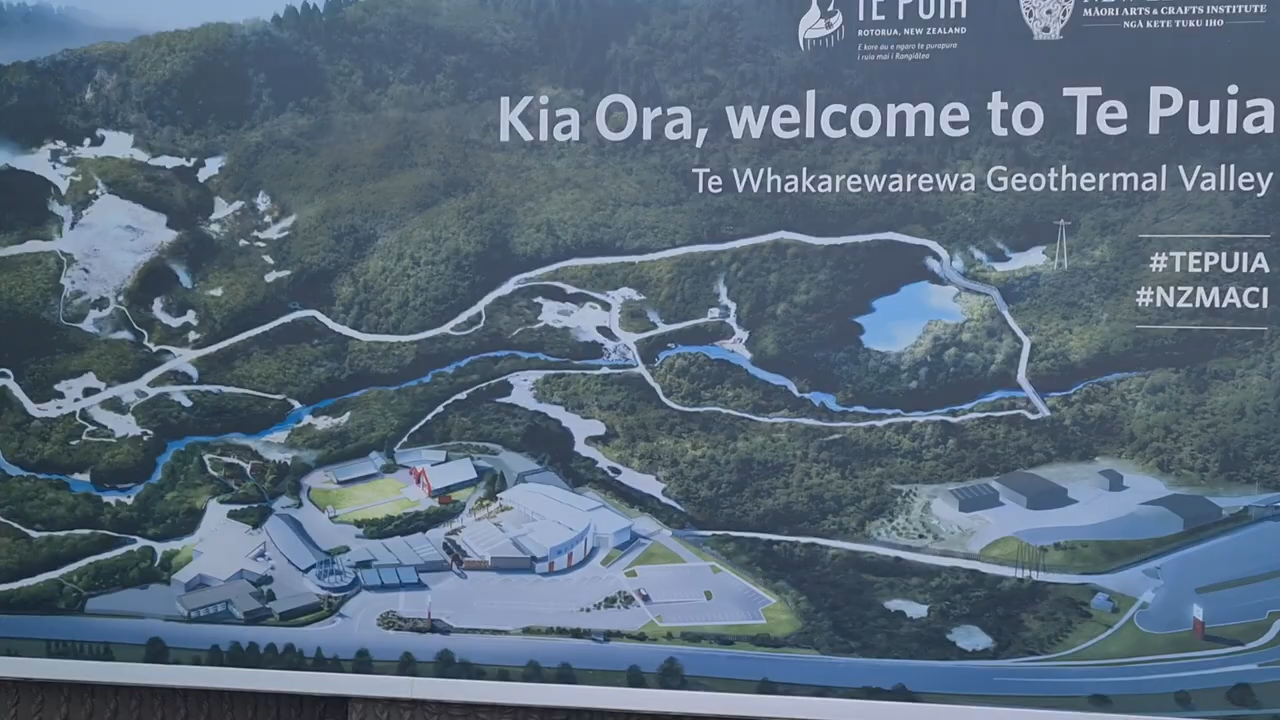 TE PUIA
ROTORUA, NEW ZEALAND
E kore au e ngaro te purapura
i ruia mai i Rangiātea
MĀORI ARTS & CRAFTS INSTITUTE
NGĀ KETE TUKU IHO
Kia Ora, welcome to Te Puia
Te Whakarewarewa Geothermal Valley
#TEPUIA
#NZMACI